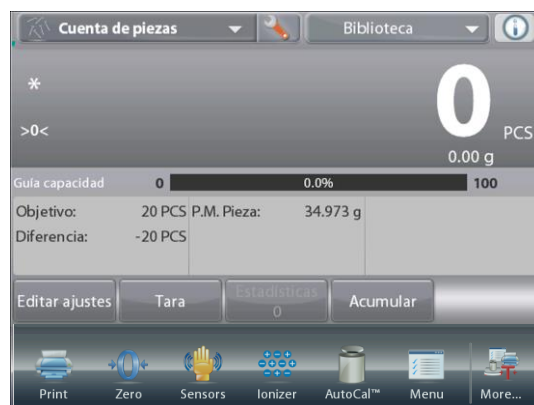 Cuenta de piezas Biblioteca
*
>0<
0 PCS
0.00 g
Guía capacidad 0 0.0% 100
Objetivo: 20 PCS P.M. Pieza: 34.973 g
Diferencia: -20 PCS
Editar ajustes Tara Estadísticas 0 Acumular
Print Zero Sensors Ionizer AutoCal™ Menu More...